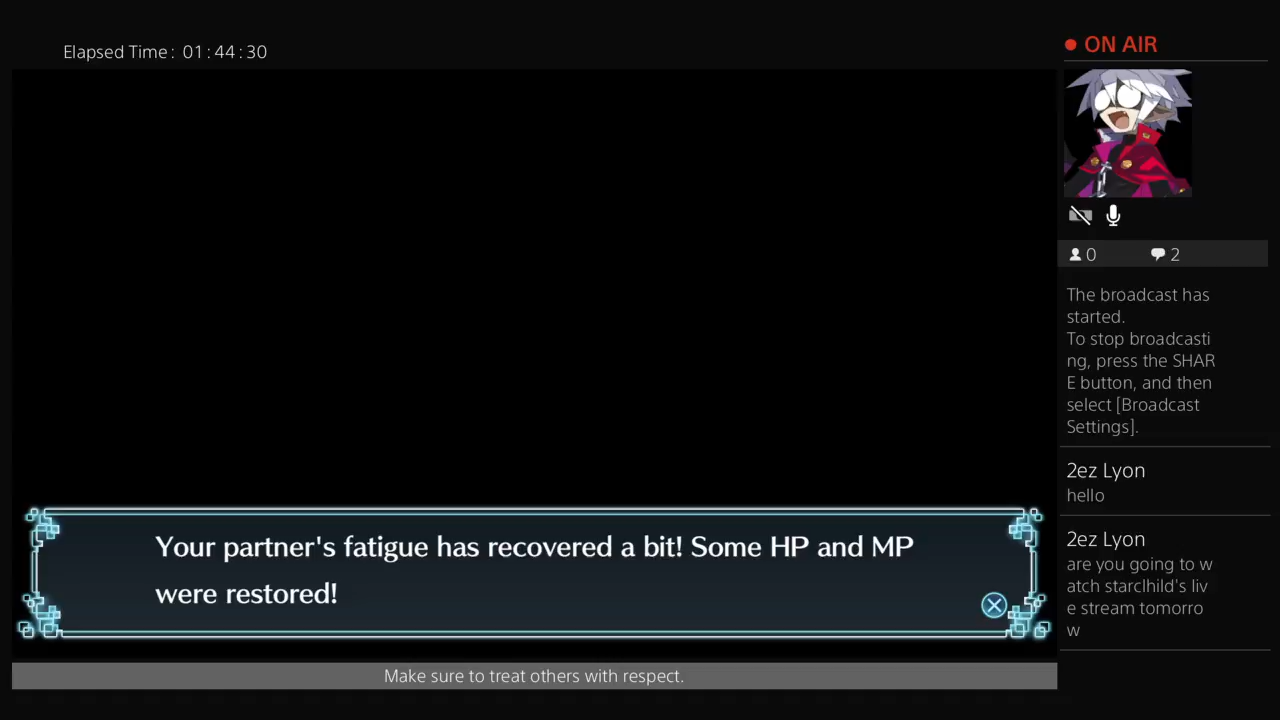 Elapsed Time: 01:44:30
ON AIR
0
2
The broadcast has
started.
To stop broadcasti
ng, press the SHAR
E button, and then
select [Broadcast
Settings].
2ez Lyon
hello
2ez Lyon
are you going to w
atch starclhild's liv
e stream tomorro
w
Your partner's fatigue has recovered a bit! Some HP and MP
were restored!
Make sure to treat others with respect.